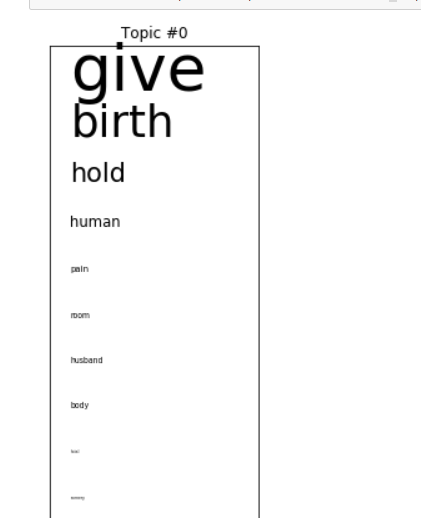 Topic #0
give
birth
hold
human
pain
room
husband
body